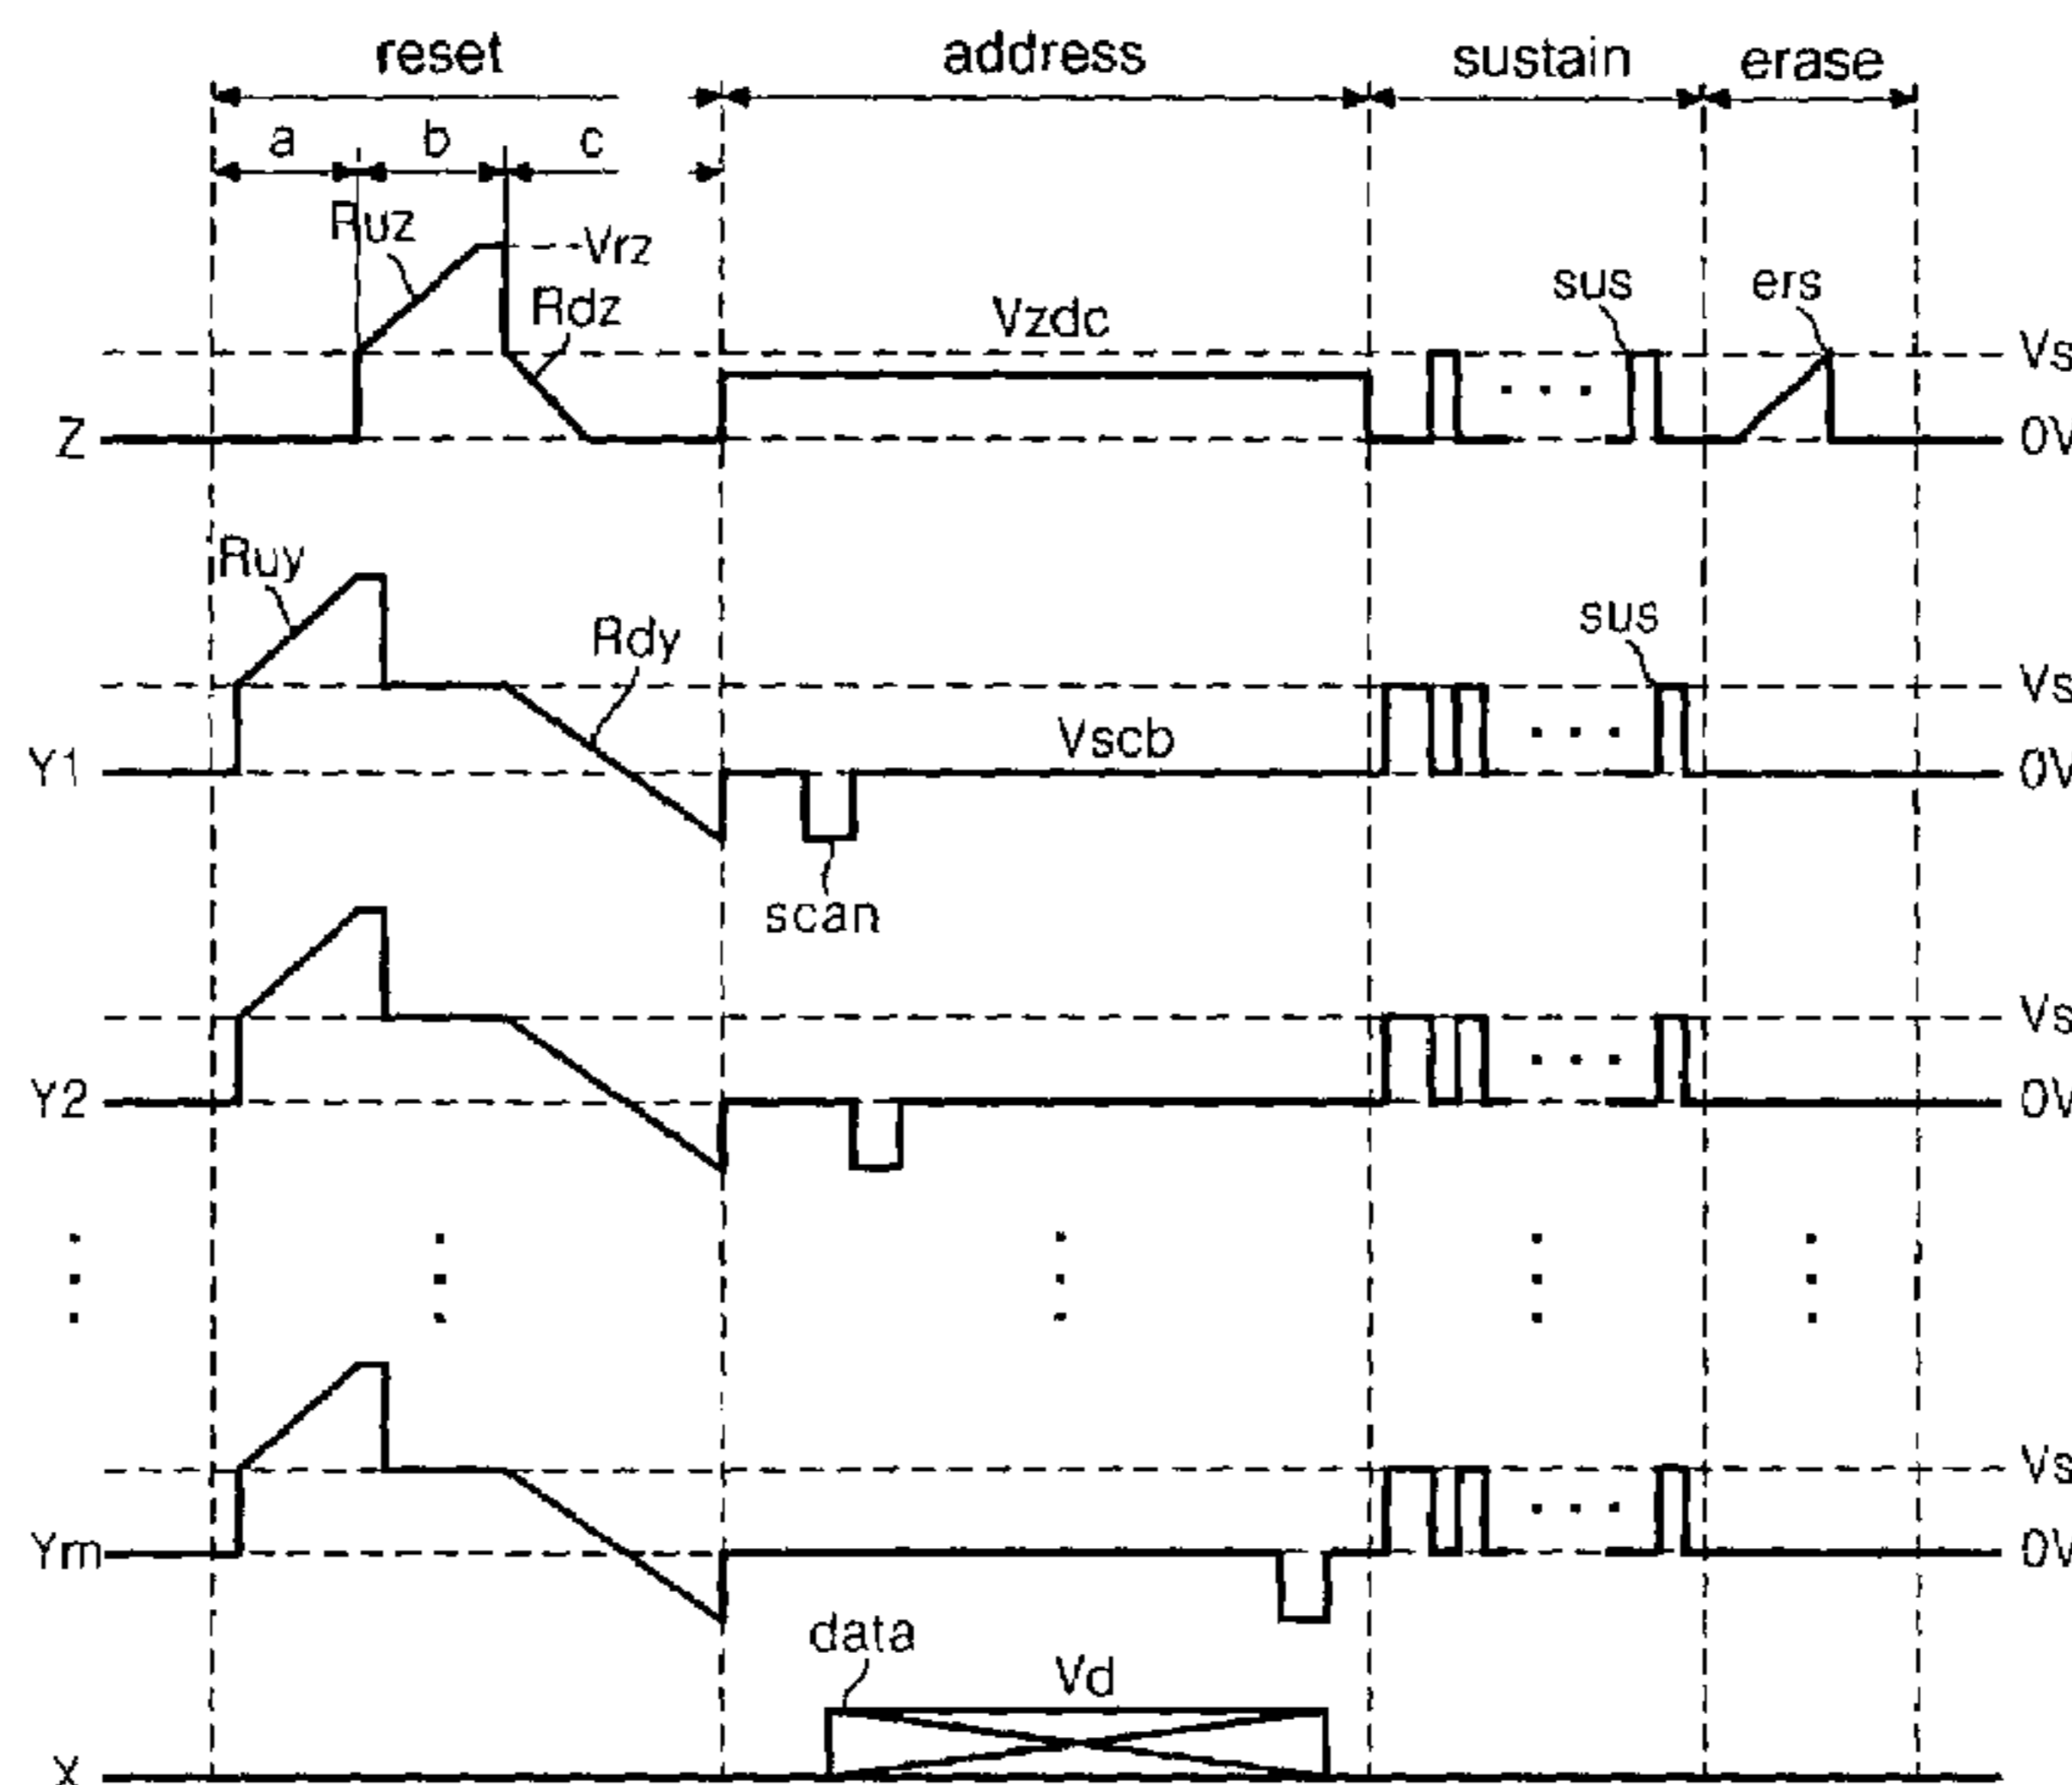 reset address sustain erase
a b c
Ruz
Vrz
Rdz
Vzdc
sus
ers
Vs
Z
0V
Ruy
Rdy
sus
Vs
Vscb
Y1
0V
scan
Vs
Y2
0V
Vs
Ym
0V
data
Vd
X